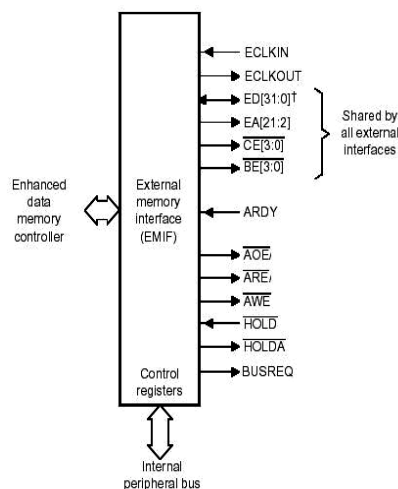 ECLKIN
ECLKOUT
ED[31:0]†
EA[21:2]
CE[3:0]
BE[3:0]
Shared by
all external
interfaces
Enhanced
data
memory
controller
External
memory
interface
(EMIF)
ARDY
AOE/
ARE/
AWE
HOLD
HOLDA
BUSREQ
Control
registers
Internal
peripheral bus